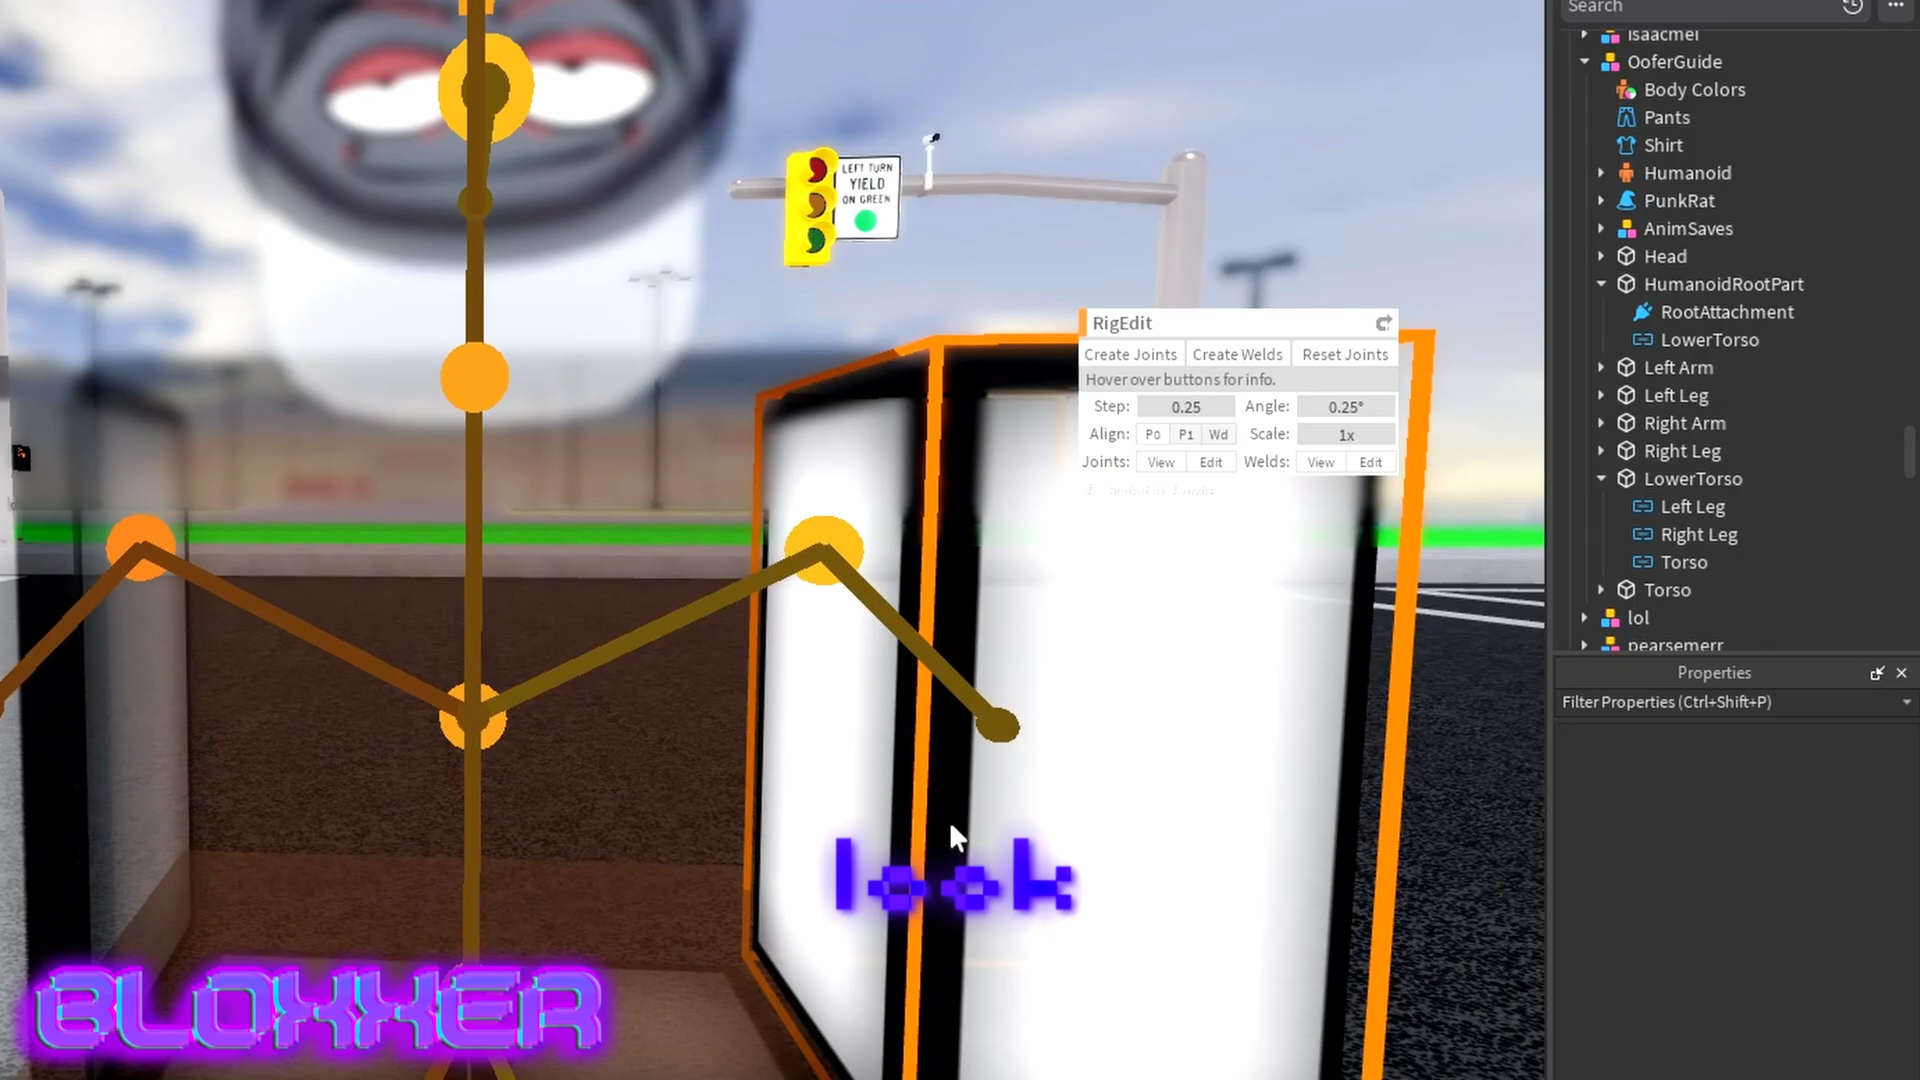 Search
isaacmei
OoferGuide
Body Colors
Pants
Shirt
Humanoid
PunkRat
AnimSaves
Head
HumanoidRootPart
RootAttachment
LowerTorso
Left Arm
Left Leg
Right Arm
Right Leg
LowerTorso
Left Leg
Right Leg
Torso
Torso
lol
pearsemerr
Properties
Filter Properties (Ctrl+Shift+P)
LEFT TURN
YIELD
ON GREEN
RigEdit
Create Joints Create Welds Reset Joints
Hover over buttons for info.
Step: 0.25 Angle: 0.25°
Align: P0 P1 Wd Scale: 1x
Joints: View Edit Welds: View Edit
look
BLOXXER